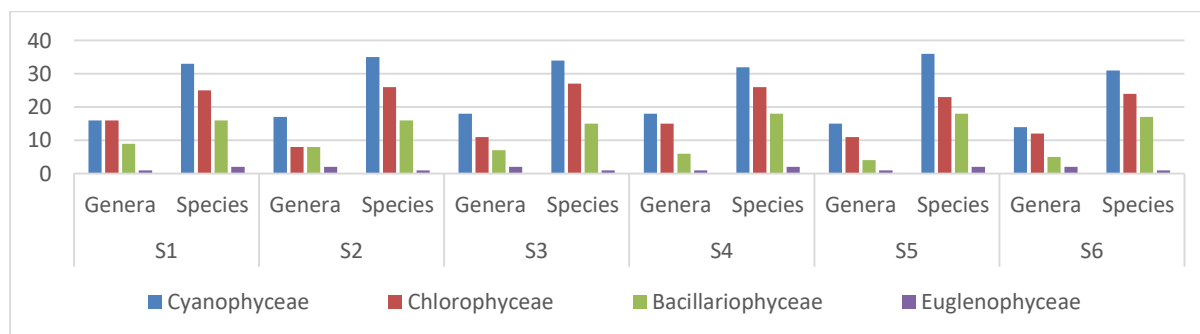 40
30
20
10
0
Genera Species Genera Species Genera Species Genera Species Genera Species Genera Species
S1 S2 S3 S4 S5 S6
Cyanophyceae Chlorophyceae Bacillariophyceae Euglenophyceae